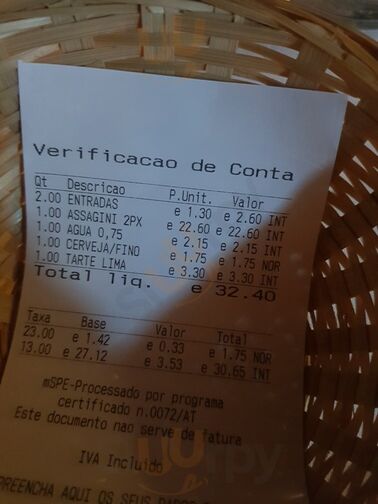 Verificacao de Conta
Qt Descricao P.Unit. Valor
2.00 ENTRADAS e 1.30 e 2.60 INT
1.00 ASSAGINI 2PX e 22.60 e 22.60 INT
1.00 AGUA 0,75 e 2.15 e 2.15 INT
1.00 CERVEJA/FINO e 1.75 e 1.75 NOR
1.00 TARTE LIMA e 3.30 e 3.30 INT
Total liq. e 32.40
Taxa Base Valor Total
23.00 e 1.42 e 0.33 e 1.75 NOR
13.00 e 27.12 e 3.53 e 30.65 INT
mSPE-Processado por programa
certificado n.0072/AT
Este documento nao serve de fatura
IVA Incluido
PREENCHA AQUI OS SEUS